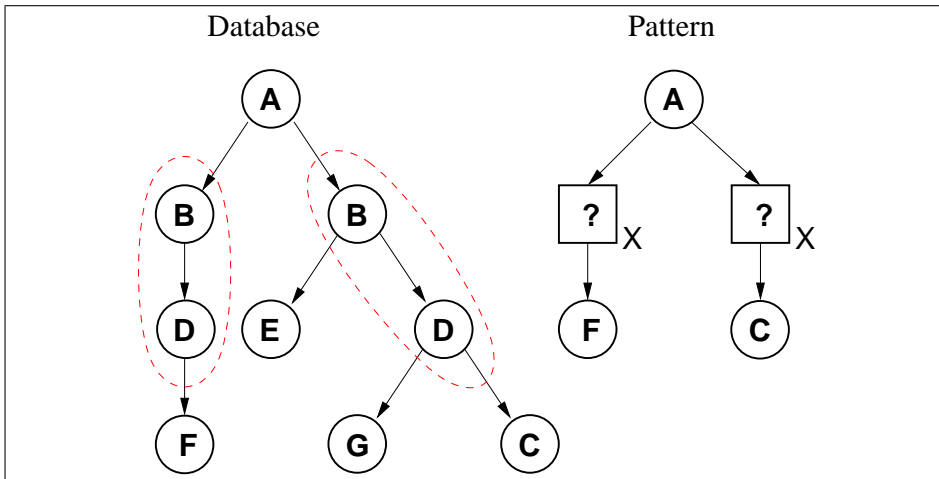 Database Pattern
A A
B B ? X ? X
D E D F C
F G C